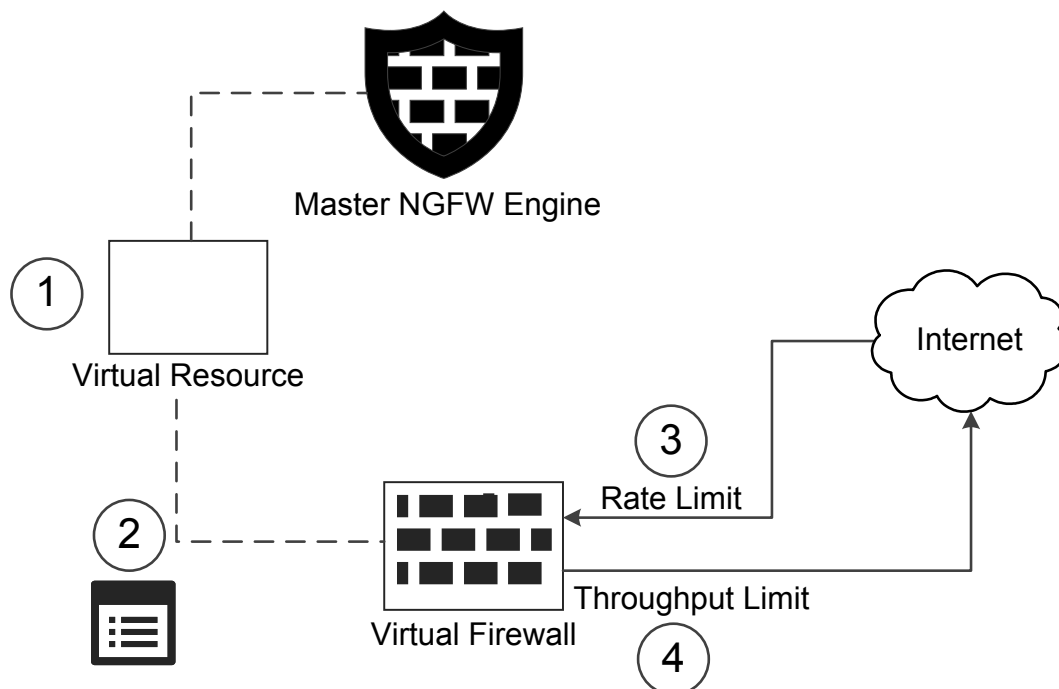 Master NGFW Engine
1
Virtual Resource
Internet
3
Rate Limit
2
Throughput Limit
Virtual Firewall
4